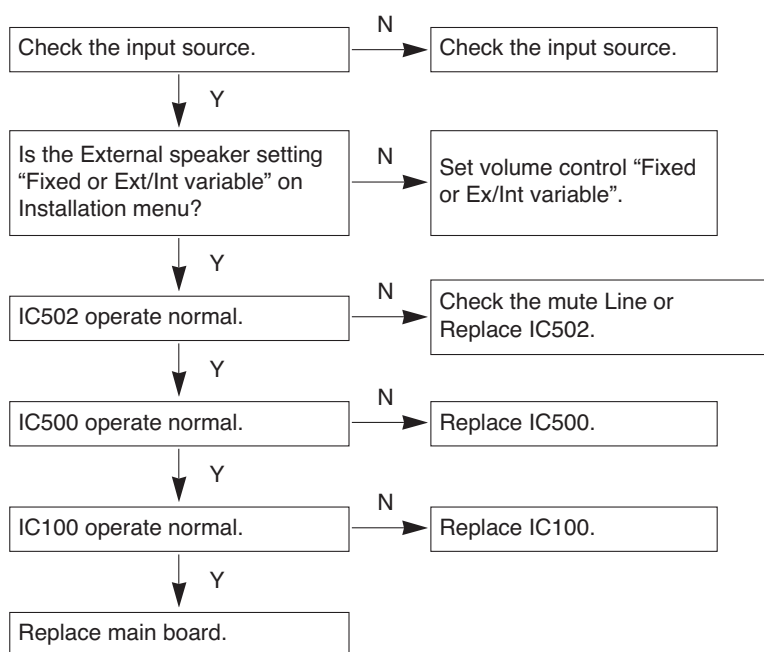 Check the input source.
N
Check the input source.
Y
Is the External speaker setting
“Fixed or Ext/Int variable” on
Installation menu?
N
Set volume control “Fixed
or Ex/Int variable”.
Y
IC502 operate normal.
N
Check the mute Line or
Replace IC502.
Y
IC500 operate normal.
N
Replace IC500.
Y
IC100 operate normal.
N
Replace IC100.
Y
Replace main board.